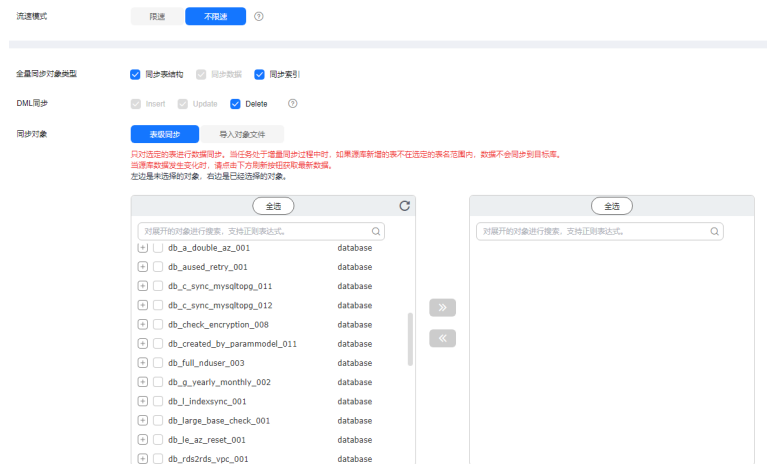 流速模式 限速 不限速
全量同步对象类型 同步表结构 同步数据 同步索引
DML同步 Insert Update Delete
同步对象 表级同步 导入对象文件
只对选定的表进行数据同步。当任务处于增量同步过程中时，如果源库新增的表不在选定的表名范围内，数据不会同步到目标库。
当源库数据发生变化时，请点击下方刷新按钮获取最新数据。
左边是未选择的对象，右边是已经选择的对象。
全选 全选
对展开的对象进行搜索，支持正则表达式。 对展开的对象进行搜索，支持正则表达式。
db_a_double_az_001 database
db_aused_retry_001 database
db_c_sync_mysqltopg_011 database
db_c_sync_mysqltopg_012 database
db_check_encryption_008 database
db_created_by_parammodel_011 database
db_full_nduser_003 database
db_g_yearly_monthly_002 database
db_l_indexsync_001 database
db_large_base_check_001 database
db_le_az_reset_001 database
db_rds2rds_vpc_001 database